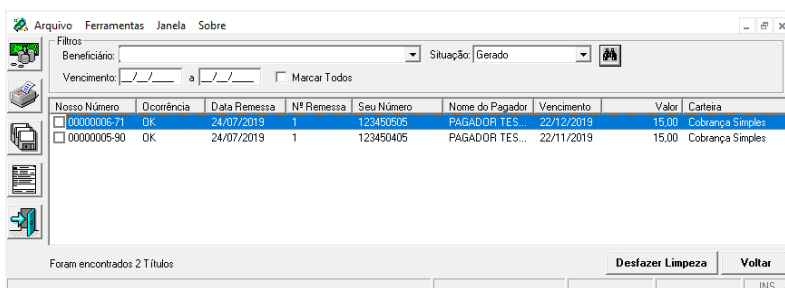 Arquivo Ferramentas Janela Sobre
Filtros
Beneficiário: Situação: Gerado
Vencimento: __/__/____ a __/__/____ Marcar Todos
Nosso Número Ocorrência Data Remessa Nº Remessa Seu Número Nome do Pagador Vencimento Valor Carteira
00000006-71 OK 24/07/2019 1 123450505 PAGADOR TES... 22/12/2019 15,00 Cobrança Simples
00000005-90 OK 24/07/2019 1 123450405 PAGADOR TES... 22/11/2019 15,00 Cobrança Simples
Foram encontrados 2 Títulos
Desfazer Limpeza Voltar
INS